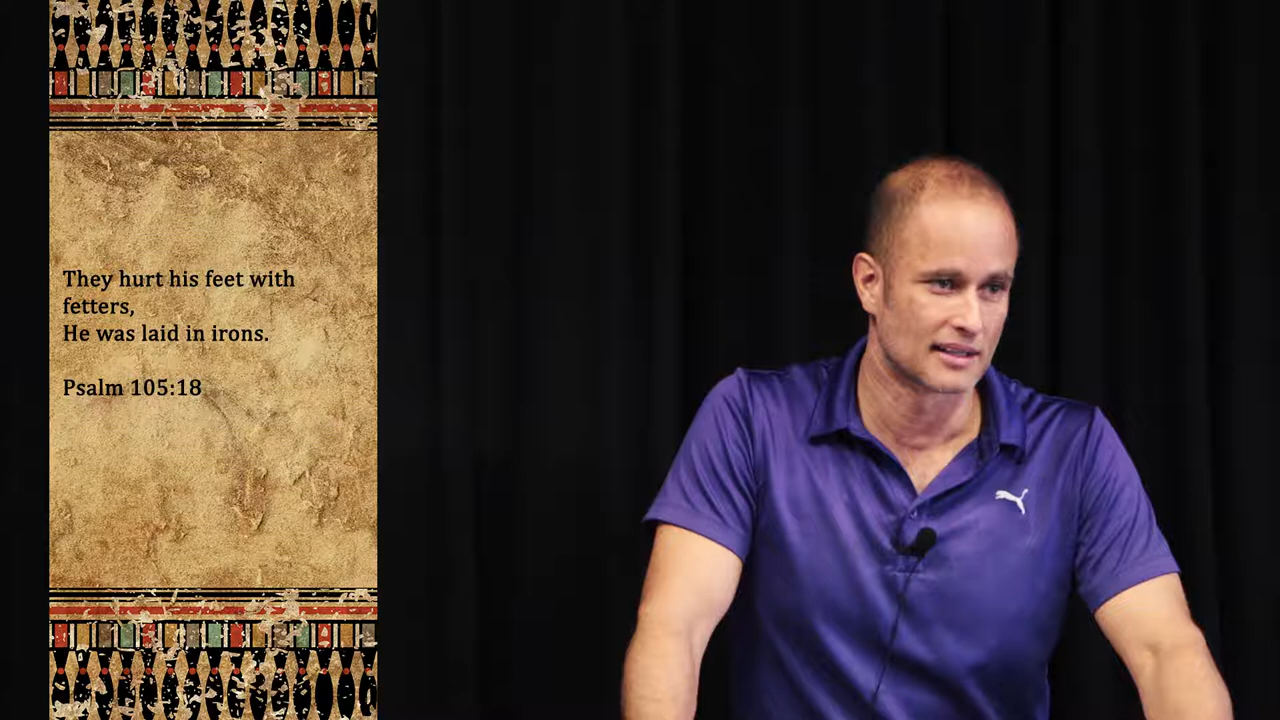 They hurt his feet with
fetters,
He was laid in irons.
Psalm 105:18